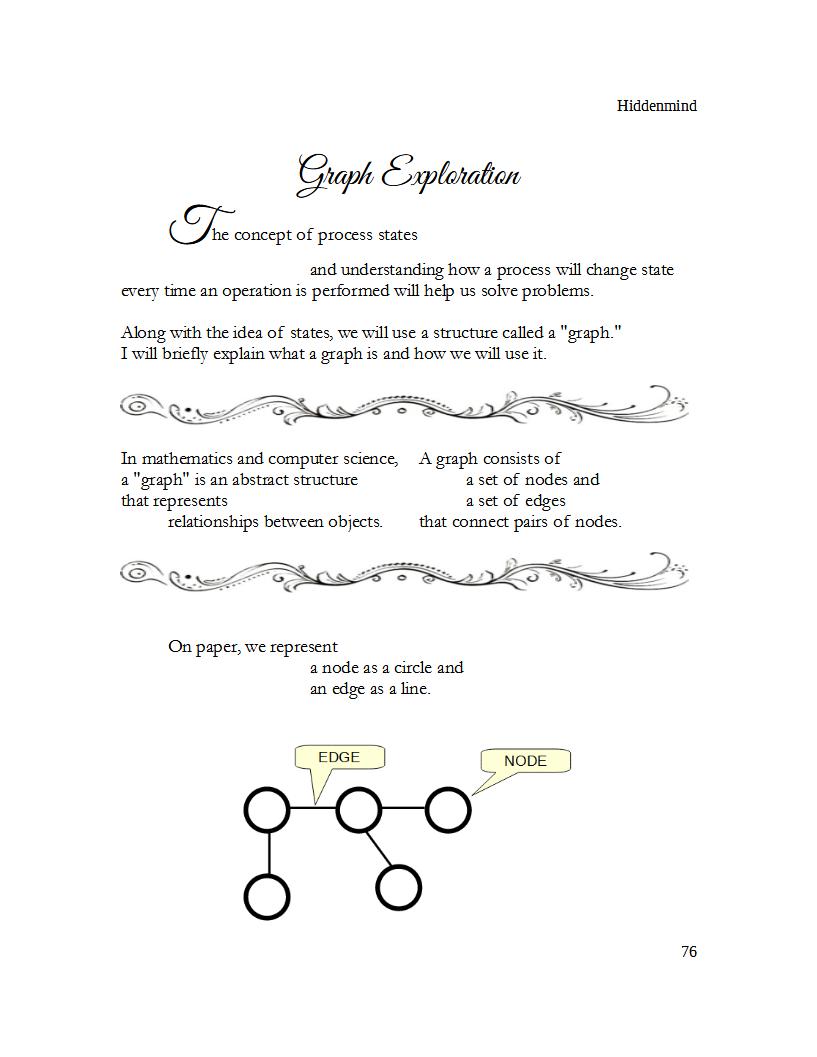 Hiddenmind
Graph Exploration
The concept of process states
and understanding how a process will change state
every time an operation is performed will help us solve problems.
Along with the idea of states, we will use a structure called a "graph."
I will briefly explain what a graph is and how we will use it.
In mathematics and computer science,
a "graph" is an abstract structure
that represents
relationships between objects.
A graph consists of
a set of nodes and
a set of edges
that connect pairs of nodes.
On paper, we represent
a node as a circle and
an edge as a line.
EDGE
NODE
76